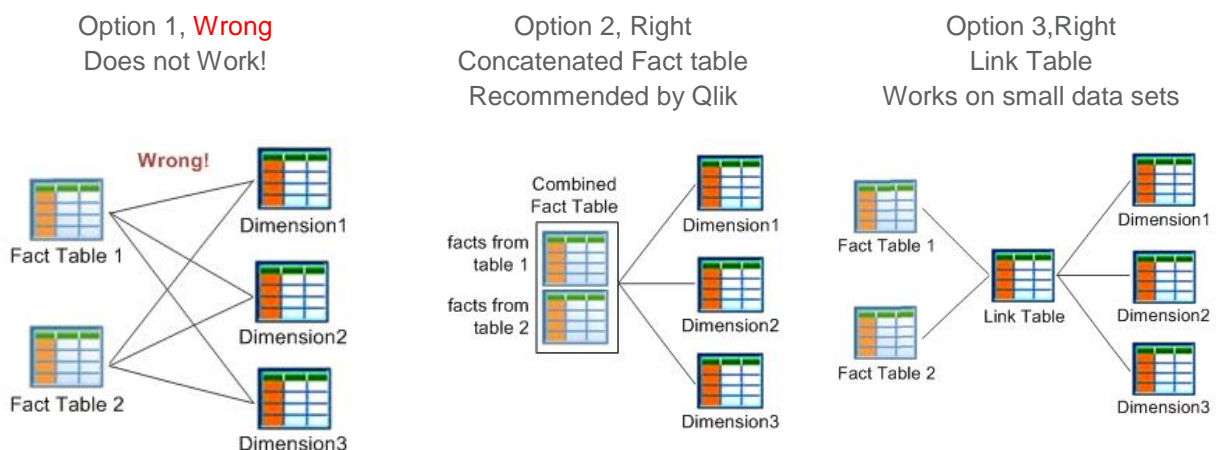 Option 1, Wrong
Does not Work!
Wrong!
Fact Table 1
Fact Table 2
Dimension1
Dimension2
Dimension3
Option 2, Right
Concatenated Fact table
Recommended by Qlik
Combined
Fact Table
facts from
table 1
facts from
table 2
Dimension1
Dimension2
Dimension3
Option 3,Right
Link Table
Works on small data sets
Fact Table 1
Fact Table 2
Link Table
Dimension1
Dimension2
Dimension3